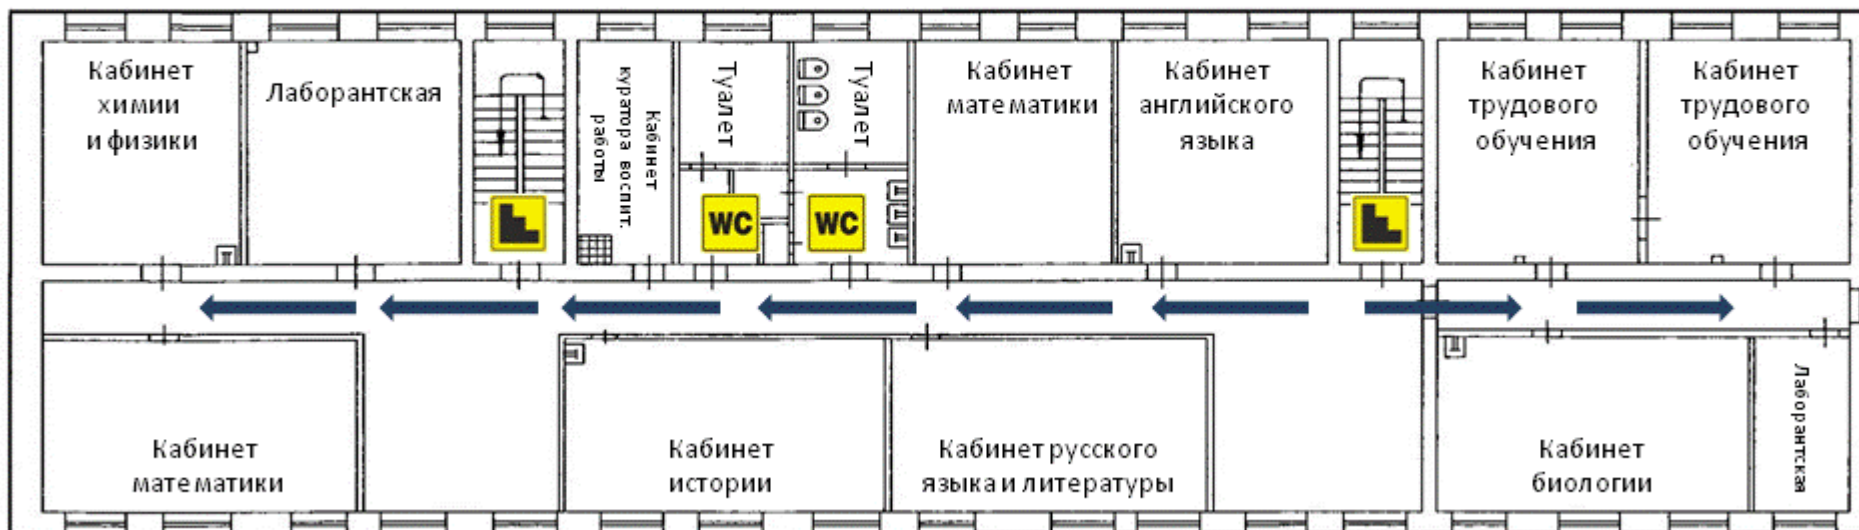 Кабинет
химии
и физики
Лаборантская
Кабинет
куратора воспит.
работы
Туалет
Туалет
Кабинет
математики
Кабинет
английского
языка
Кабинет
трудового
обучения
Кабинет
трудового
обучения
WC
WC
Кабинет
математики
Кабинет
истории
Кабинет русского
языка и литературы
Кабинет
биологии
Лаборантская